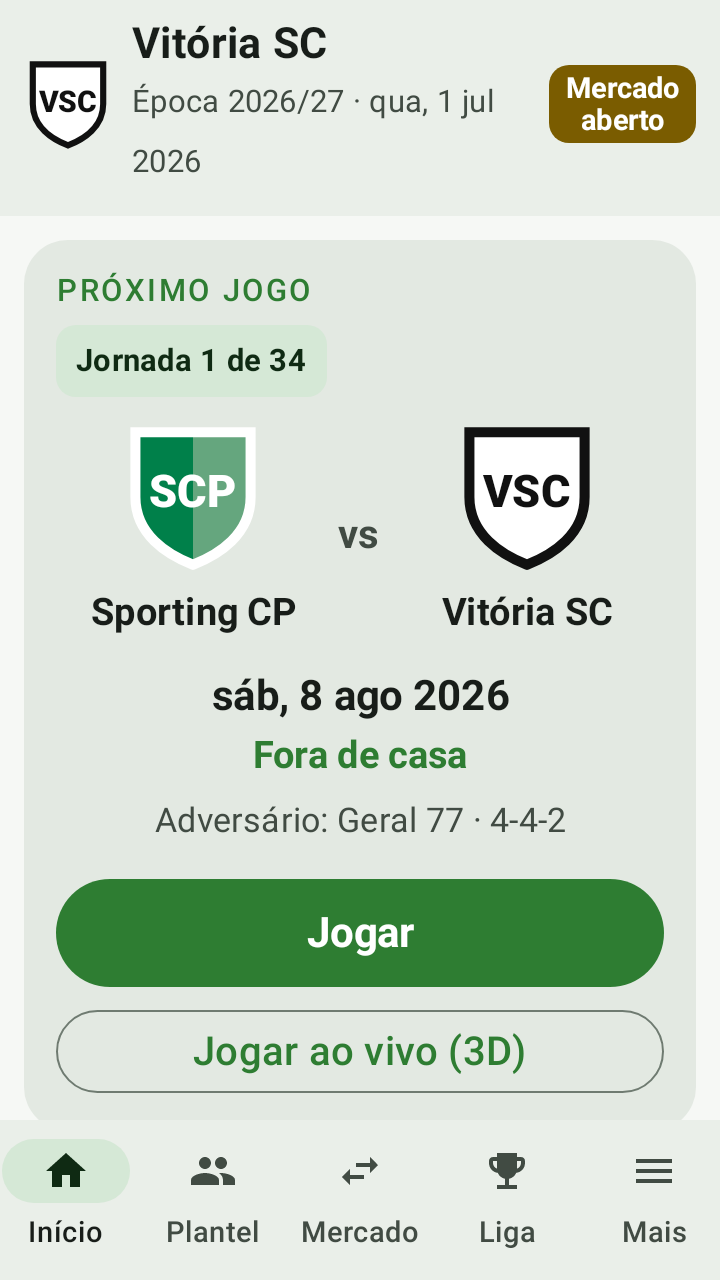 VSC
Vitória SC
Época 2026/27 · qua, 1 jul
2026
Mercado
aberto
PRÓXIMO JOGO
Jornada 1 de 34
SCP
Sporting CP
vs
VSC
Vitória SC
sáb, 8 ago 2026
Fora de casa
Adversário: Geral 77 · 4-4-2
Jogar
Jogar ao vivo (3D)
Início
Plantel
Mercado
Liga
Mais